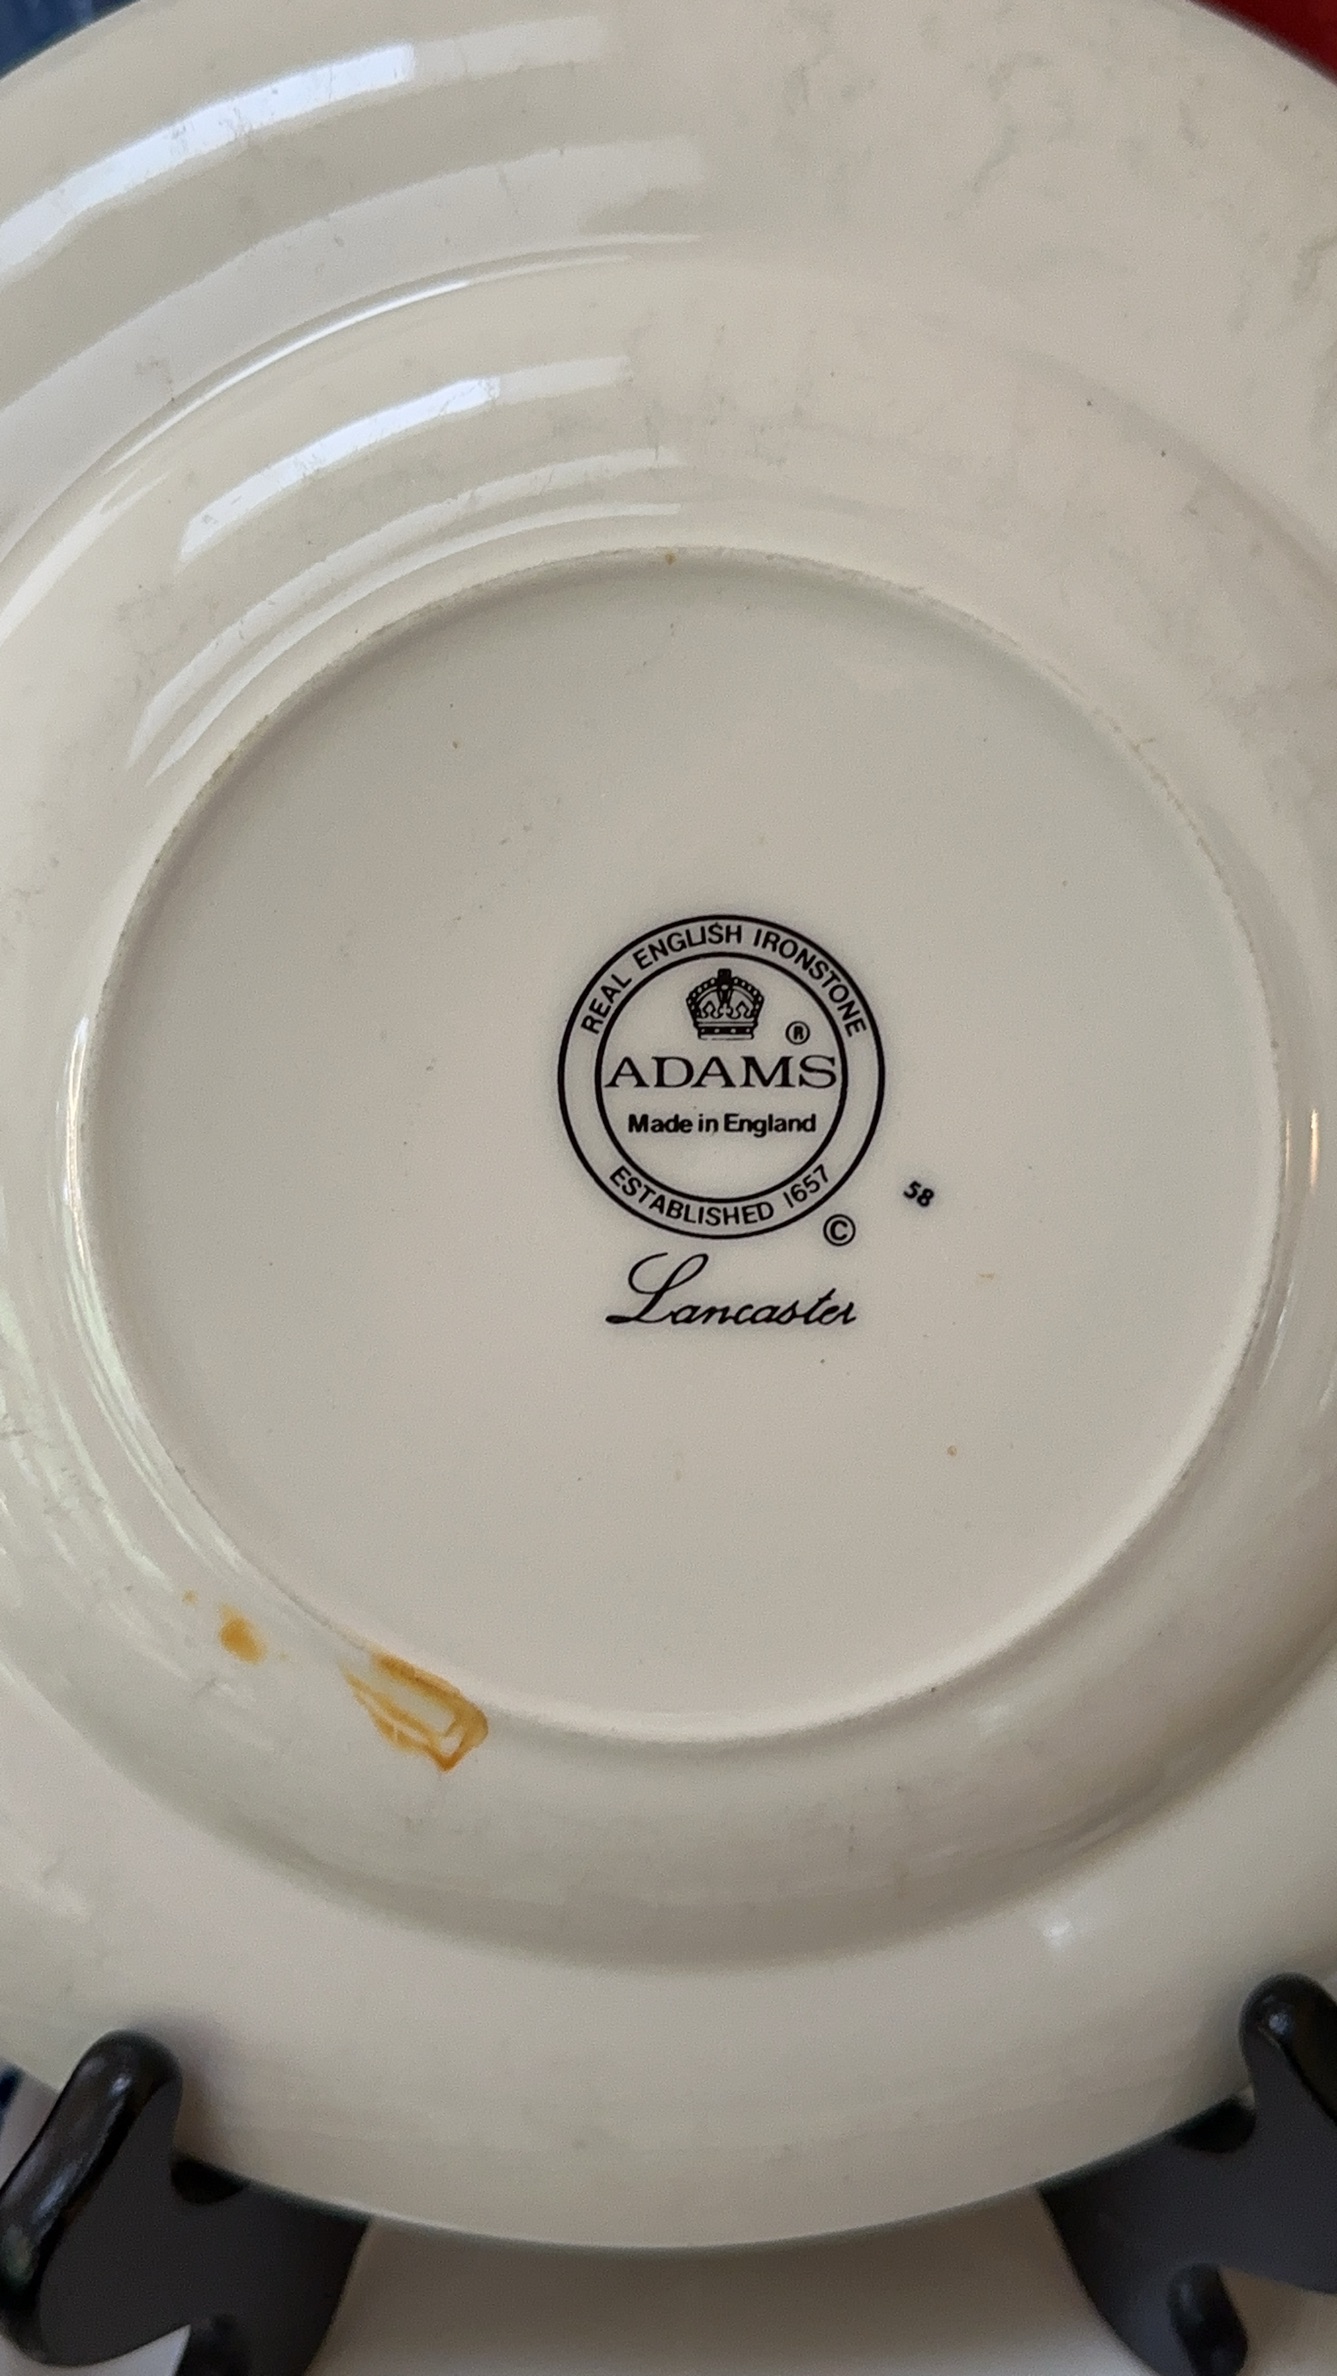 REAL ENGLISH IRONSTONE
®
ADAMS
Made in England
ESTABLISHED 1657
©
58
Lancaster